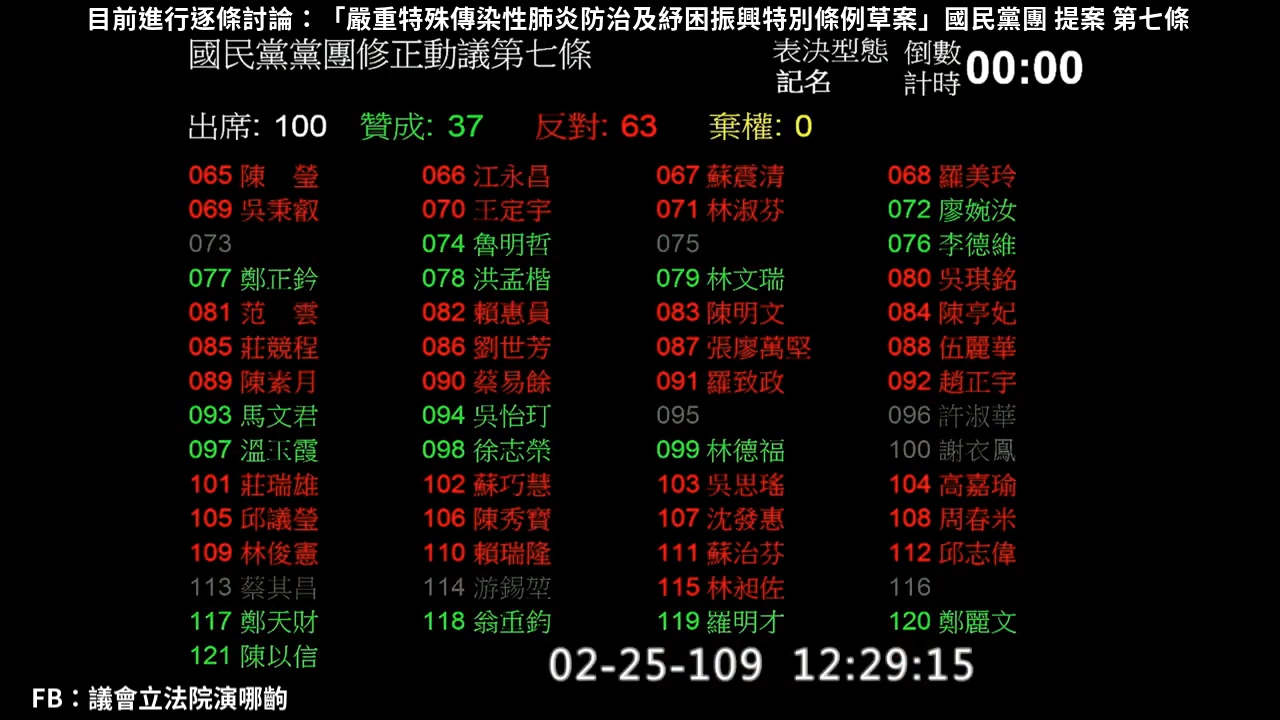 目前進行逐條討論：「嚴重特殊傳染性肺炎防治及紓困振興特別條例草案」國民黨團 提案 第七條
國民黨黨團修正動議第七條 表決型態 記名 倒數計時 00:00
出席: 100 贊成: 37 反對: 63 棄權: 0
065 陳 瑩 066 江永昌 067 蘇震清 068 羅美玲
069 吳秉叡 070 王定宇 071 林淑芬 072 廖婉汝
073 074 魯明哲 075 076 李德維
077 鄭正鈐 078 洪孟楷 079 林文瑞 080 吳琪銘
081 范 雲 082 賴惠員 083 陳明文 084 陳亭妃
085 莊競程 086 劉世芳 087 張廖萬堅 088 伍麗華
089 陳素月 090 蔡易餘 091 羅致政 092 趙正宇
093 馬文君 094 吳怡玎 095 096 許淑華
097 溫玉霞 098 徐志榮 099 林德福 100 謝衣鳳
101 莊瑞雄 102 蘇巧慧 103 吳思瑤 104 高嘉瑜
105 邱議瑩 106 陳秀寶 107 沈發惠 108 周春米
109 林俊憲 110 賴瑞隆 111 蘇治芬 112 邱志偉
113 蔡其昌 114 游錫堃 115 林昶佐 116
117 鄭天財 118 翁重鈞 119 羅明才 120 鄭麗文
121 陳以信 02-25-109 12:29:15
FB：議會立法院演哪齣